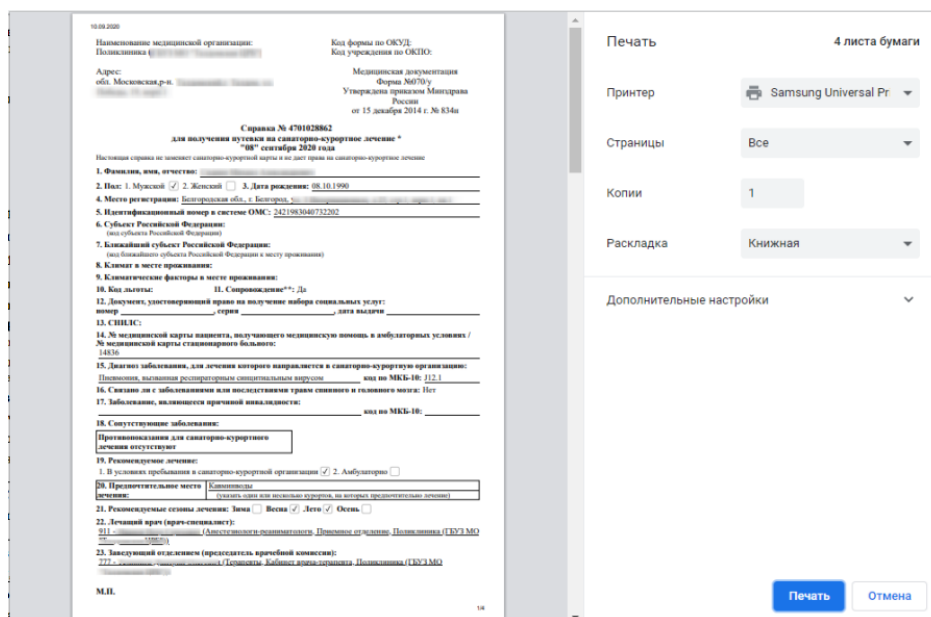 10.09.2020
Наименование медицинской организации:
Поликлиника
Код формы по ОКУД:
Код учреждения по ОКПО:
Адрес:
обл. Московская,р-н.
Медицинская документация
Форма №070/у
Утверждена приказом Минздрава
России
от 15 декабря 2014 г. № 834н
Справка № 4701028862
для получения путевки на санаторно-курортное лечение *
"08" сентября 2020 года
Настоящая справка не заменяет санаторно-курортной карты и не дает права на санаторно-курортное лечение
1. Фамилия, имя, отчество:
2. Пол: 1. Мужской ✓ 2. Женский 3. Дата рождения: 08.10.1990
4. Место регистрации: Белгородская обл., г. Белгород,
5. Идентификационный номер в системе ОМС: 2421983040732202
6. Субъект Российской Федерации:
(код субъекта Российской Федерации)
7. Ближайший субъект Российской Федерации:
(код ближайшего субъекта Российской Федерации к месту проживания)
8. Климат в месте проживания:
9. Климатические факторы в месте проживания:
10. Код льготы: 11. Сопровождение**: Да
12. Документ, удостоверяющий право на получение набора социальных услуг:
номер , серия , дата выдачи
13. СНИЛС:
14. № медицинской карты пациента, получающего медицинскую помощь в амбулаторных условиях /
№ медицинской карты стационарного больного:
14836
15. Диагноз заболевания, для лечения которого направляется в санаторно-курортную организацию:
Пневмония, вызванная респираторным синцитиальным вирусом код по МКБ-10: J12.1
16. Связано ли с заболеваниями или последствиями травм спинного и головного мозга: Нет
17. Заболевание, являющееся причиной инвалидности:
код по МКБ-10:
18. Сопутствующие заболевания:
Противопоказания для санаторно-курортного
лечения отсутствуют
19. Рекомендуемое лечение:
1. В условиях пребывания в санаторно-курортной организации ✓ 2. Амбулаторно
20. Предпочтительное место лечения: Кавминводы
(указать один или несколько курортов, на которых предпочтительно лечение)
21. Рекомендуемые сезоны лечения: Зима Весна ✓ Лето ✓ Осень
22. Лечащий врач (врач-специалист):
911 - (Анестезиологи-реаниматологи, Приемное отделение, Поликлиника (ГБУЗ МО
23. Заведующий отделением (председатель врачебной комиссии):
777 - (Терапевты, Кабинет врача-терапевта, Поликлиника (ГБУЗ МО
М.П.
1/4
Печать
4 листа бумаги
Принтер
Samsung Universal Pri
Страницы
Все
Копии
1
Раскладка
Книжная
Дополнительные настройки
Печать
Отмена